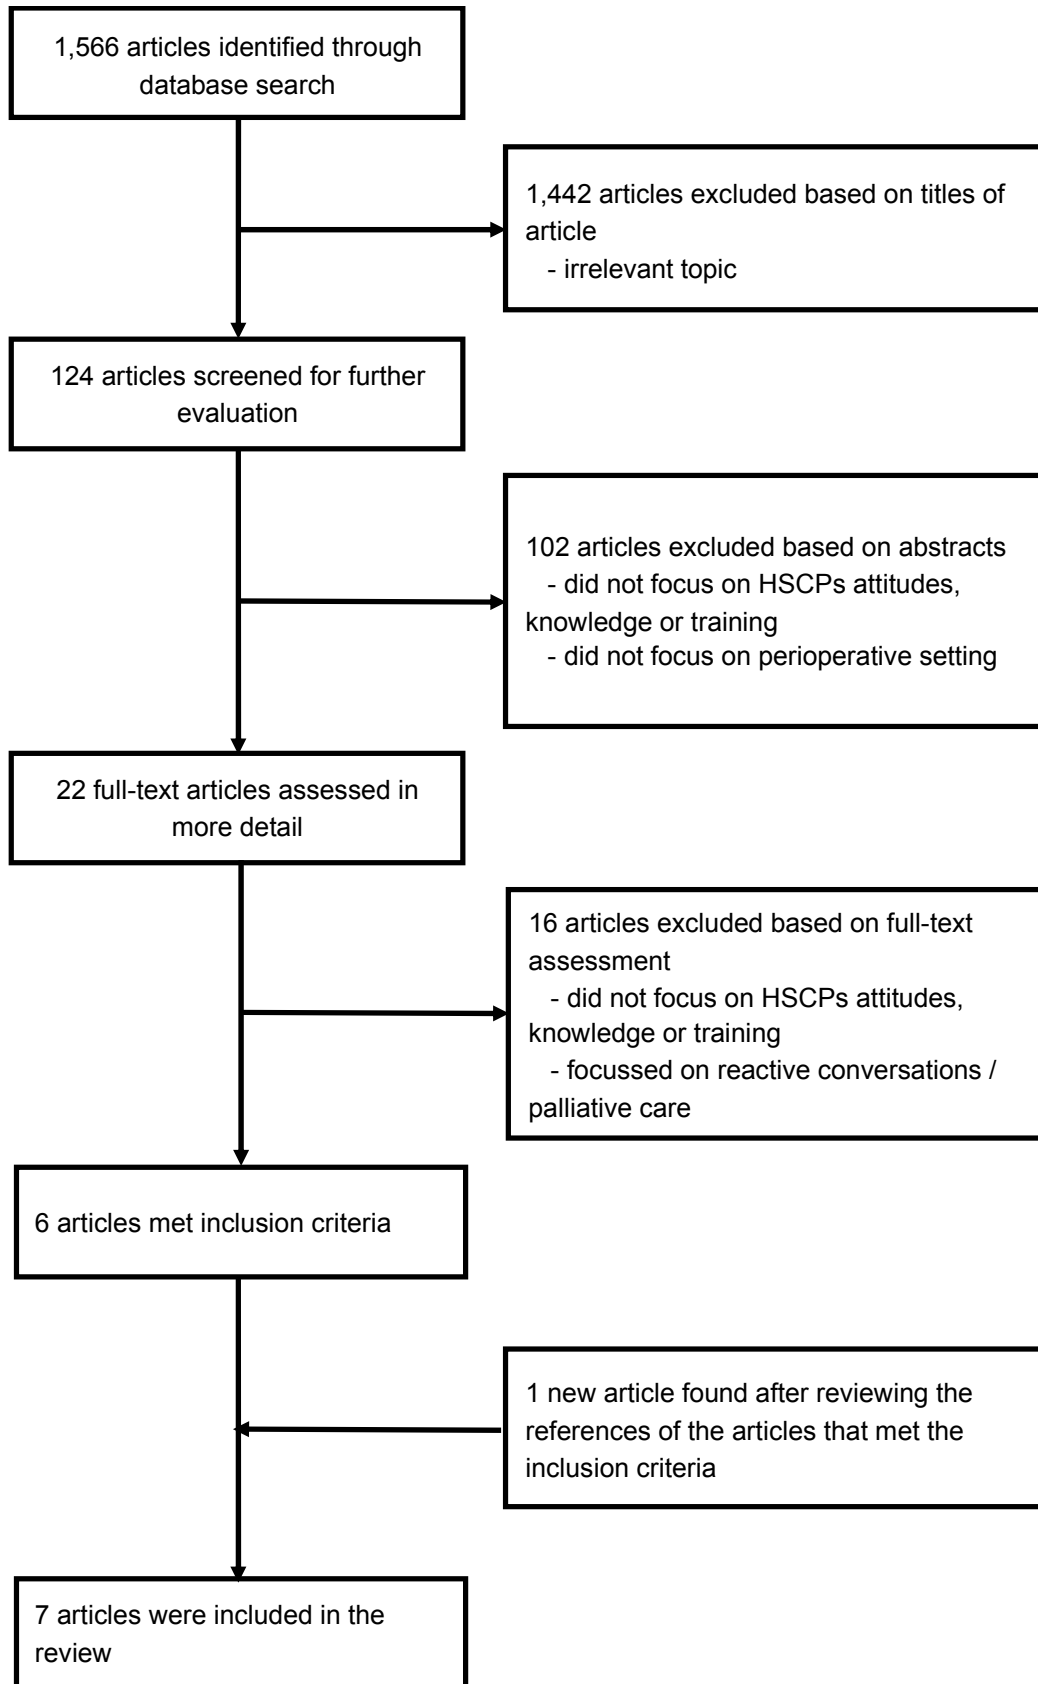 1,566 articles identified through
database search
1,442 articles excluded based on titles of
article
- irrelevant topic
124 articles screened for further
evaluation
102 articles excluded based on abstracts
- did not focus on HSCPs attitudes,
knowledge or training
- did not focus on perioperative setting
22 full-text articles assessed in
more detail
16 articles excluded based on full-text
assessment
- did not focus on HSCPs attitudes,
knowledge or training
- focussed on reactive conversations /
palliative care
6 articles met inclusion criteria
1 new article found after reviewing the
references of the articles that met the
inclusion criteria
7 articles were included in the
review